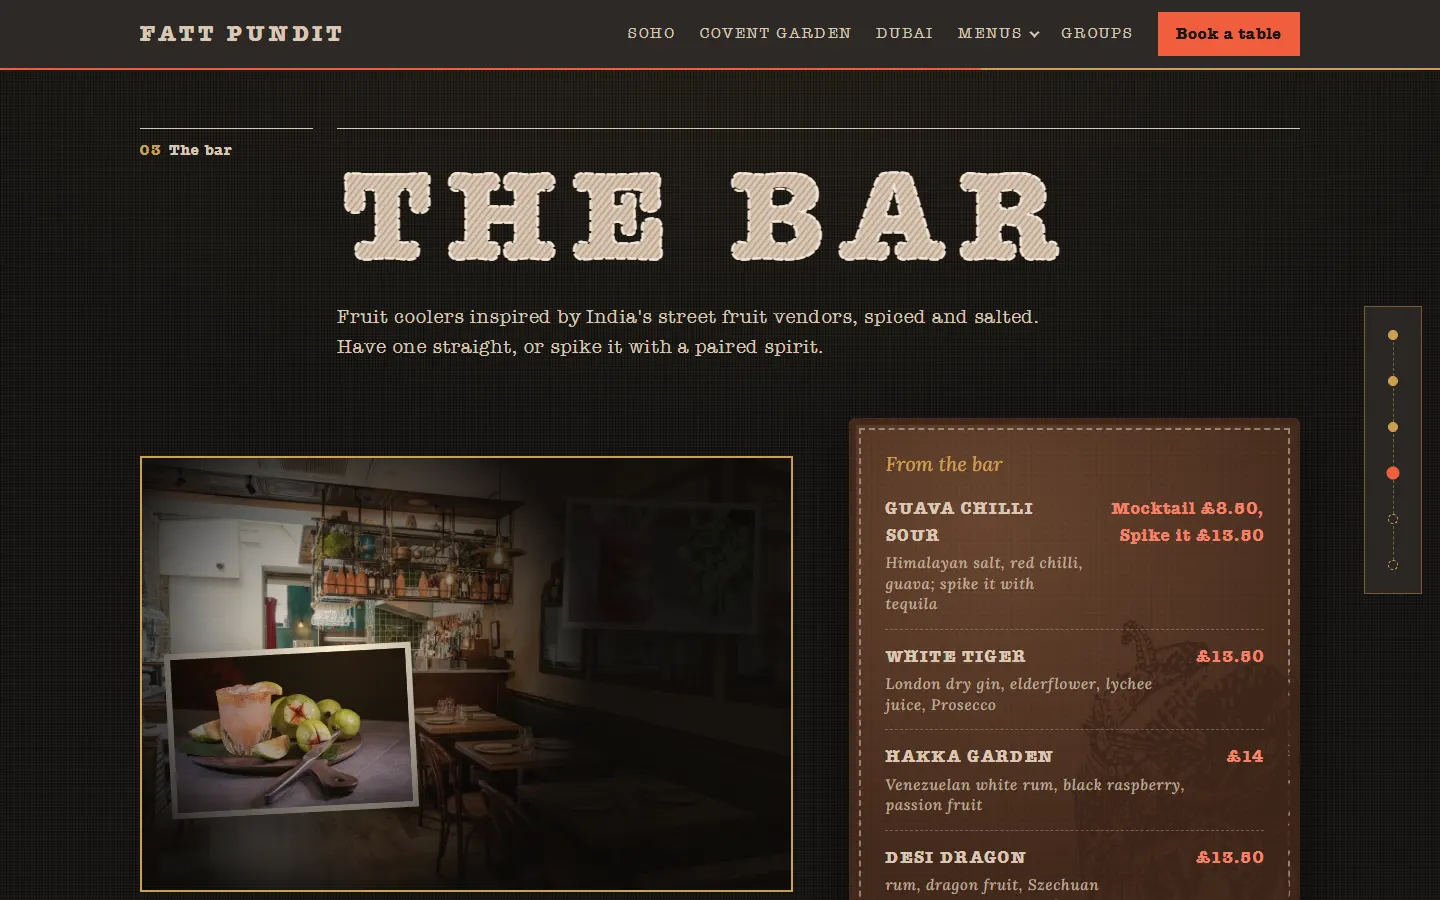 FATT PUNDIT
SOHO COVENT GARDEN DUBAI MENUS GROUPS Book a table
03 The bar
THE BAR
Fruit coolers inspired by India's street fruit vendors, spiced and salted.
Have one straight, or spike it with a paired spirit.
From the bar
GUAVA CHILLI SOUR
Mocktail £8.50,
Spike it £13.50
Himalayan salt, red chilli,
guava; spike it with
tequila
WHITE TIGER £13.50
London dry gin, elderflower, lychee
juice, Prosecco
HAKKA GARDEN £14
Venezuelan white rum, black raspberry,
passion fruit
DESI DRAGON £13.50
rum, dragon fruit, Szechuan